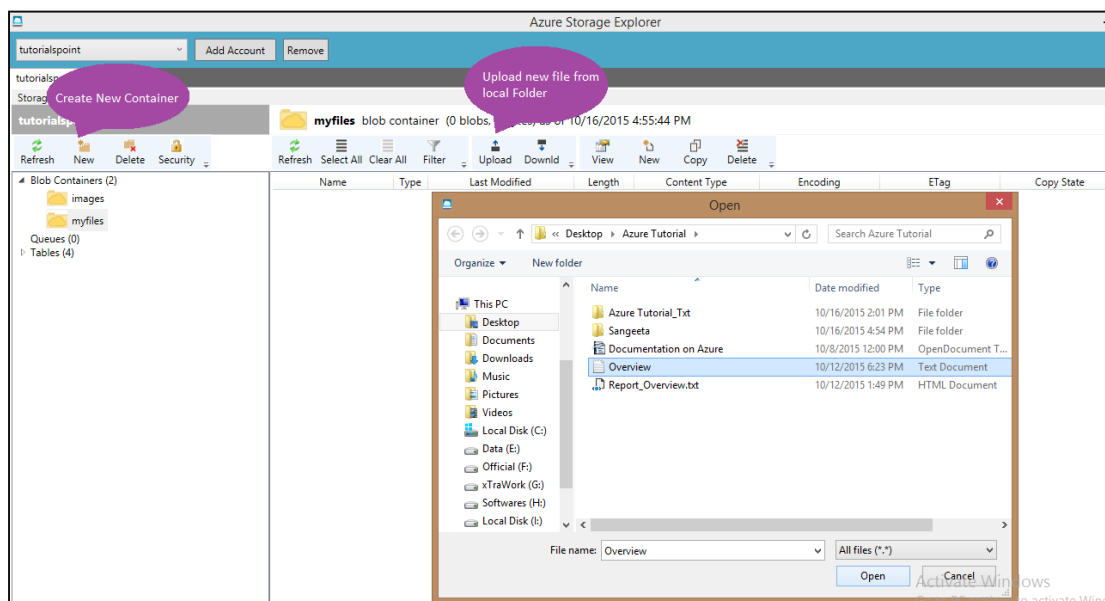 Azure Storage Explorer
tutorialspoint Add Account Remove
Upload new file from
local Folder
Create New Container
myfiles blob container (0 blobs, 10/16/2015 4:55:44 PM
Refresh New Delete Security
Refresh Select All Clear All Filter Upload Downld View New Copy Delete
Name Type Last Modified Length Content Type Encoding ETag Copy State
Blob Containers (2)
images
myfiles
Queues (0)
Tables (4)
Open
« Desktop Azure Tutorial Search Azure Tutorial
Organize New folder
This PC
Desktop
Documents
Downloads
Music
Pictures
Videos
Local Disk (C:)
Data (E:)
Official (F:)
xTraWork (G:)
Softwares (H:)
Local Disk (I:)
Name Date modified Type
Azure Tutorial_Txt 10/16/2015 2:01 PM File folder
Sangeeta 10/16/2015 4:54 PM File folder
Documentation on Azure 10/8/2015 12:00 PM OpenDocument T...
Overview 10/12/2015 6:23 PM Text Document
Report_Overview.txt 10/12/2015 1:49 PM HTML Document
File name: Overview All files (*.*)
Open Cancel
Activate Windows